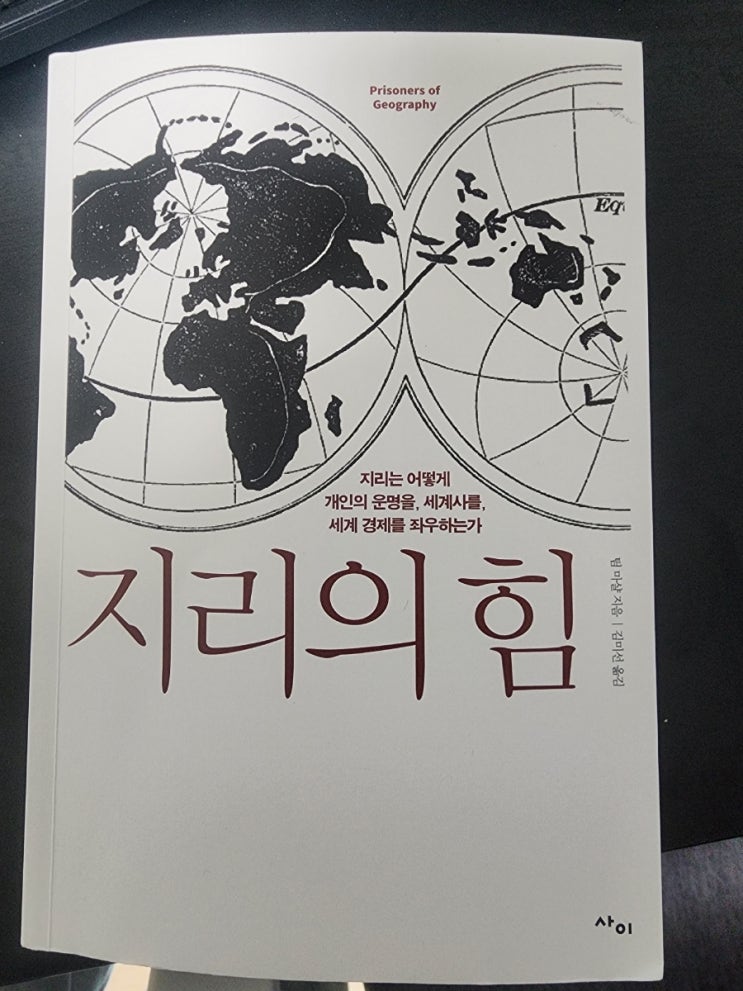 Prisoners of
Geography
Eq
지리는 어떻게
개인의 운명을, 세계사를,
세계 경제를 좌우하는가
지리의 힘
팀 마샬 지음 | 김미선 옮김
사이